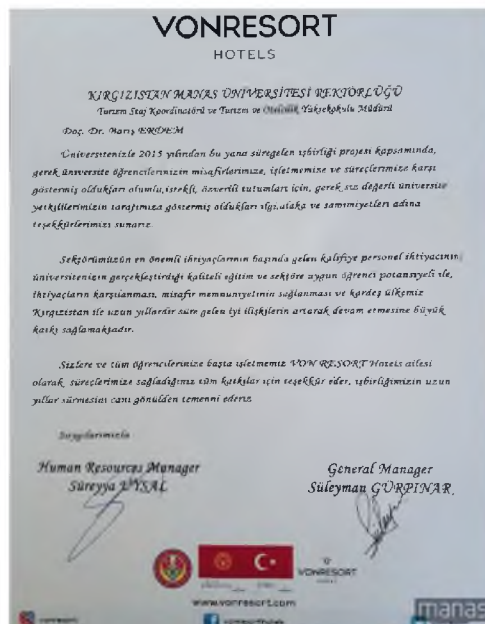 VONRESORT
HOTELS
KIRGIZİSTAN MANAS ÜNİVERSİTESİ REKTÖRLÜĞÜ
Turizm Staj Koordinatörü ve Turizm ve Otelcilik Yüksekokulu Müdürü
Doç. Dr. Barış ERDEM
Üniversitenizle 2015 yılından bu yana süregelen işbirliği projesi kapsamında,
gerek üniversite öğrencilerinizin misafirlerimize, işletmemize ve süreçlerimize karşı
göstermiş oldukları olumlu,istekli, özverili tutumları için, gerek siz değerli üniversite
yetkililerimizin tarafımıza göstermiş oldukları ilgi,alaka ve samimiyetleri adına
teşekkürlerimizi sunarız.
Sektörümüzün en önemli ihtiyaçlarının başında gelen kalifiye personel ihtiyacının,
üniversitenizin gerçekleştirdiği kaliteli eğitim ve sektöre uygun öğrenci potansiyeli ile,
ihtiyaçların karşılanması, misafir memnuniyetinin sağlanması ve kardeş ülkemiz
Kırgızistan ile uzun yıllardır süre gelen iyi ilişkilerin artarak devam etmesine büyük
katkı sağlamaktadır.
Sizlere ve tüm öğrencilerinize başta işletmemiz VON RESORT Hotels ailesi
olarak, süreçlerimize sağladığınız tüm katkılar için teşekkür eder, işbirliğimizin uzun
yıllar sürmesini canı gönülden temenni ederiz.
Saygılarımızla
Human Resources Manager
Süreyya UYSAL
General Manager
Süleyman GÜRPINAR
VONRESORT
www.vonresort.com
manas